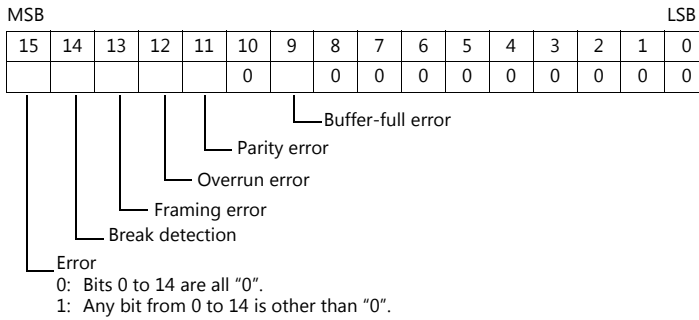 MSB LSB
15 14 13 12 11 10 9 8 7 6 5 4 3 2 1 0
0 0 0 0 0 0 0 0 0 0
Buffer-full error
Parity error
Overrun error
Framing error
Break detection
Error
0: Bits 0 to 14 are all “0”.
1: Any bit from 0 to 14 is other than “0”.